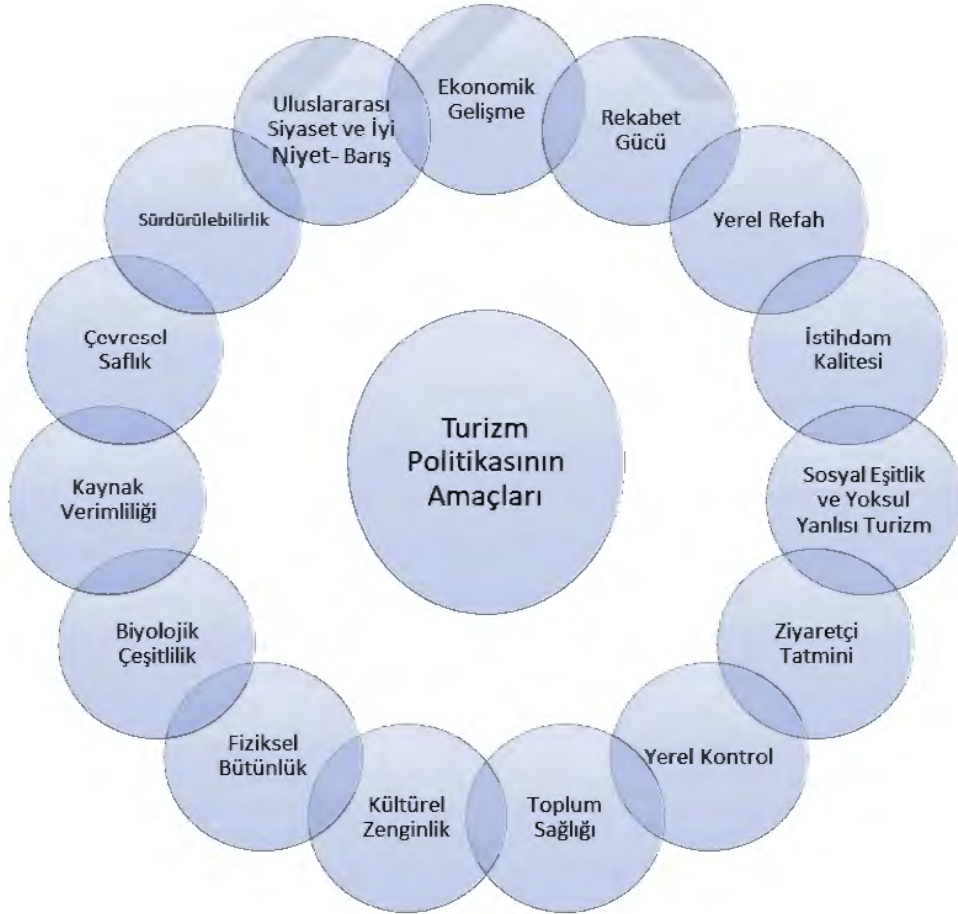 Ekonomik
Gelişme
Rekabet
Gücü
Yerel Refah
İstihdam
Kalitesi
Sosyal Eşitlik
ve Yoksul
Yanlısı Turizm
Ziyaretçi
Tatmini
Yerel Kontrol
Toplum
Sağlığı
Kültürel
Zenginlik
Fiziksel
Bütünlük
Biyolojik
Çeşitlilik
Kaynak
Verimliliği
Çevresel
Saflık
Sürdürülebilirlik
Uluslararası
Siyaset ve İyi
Niyet- Barış
Turizm
Politikasının
Amaçları